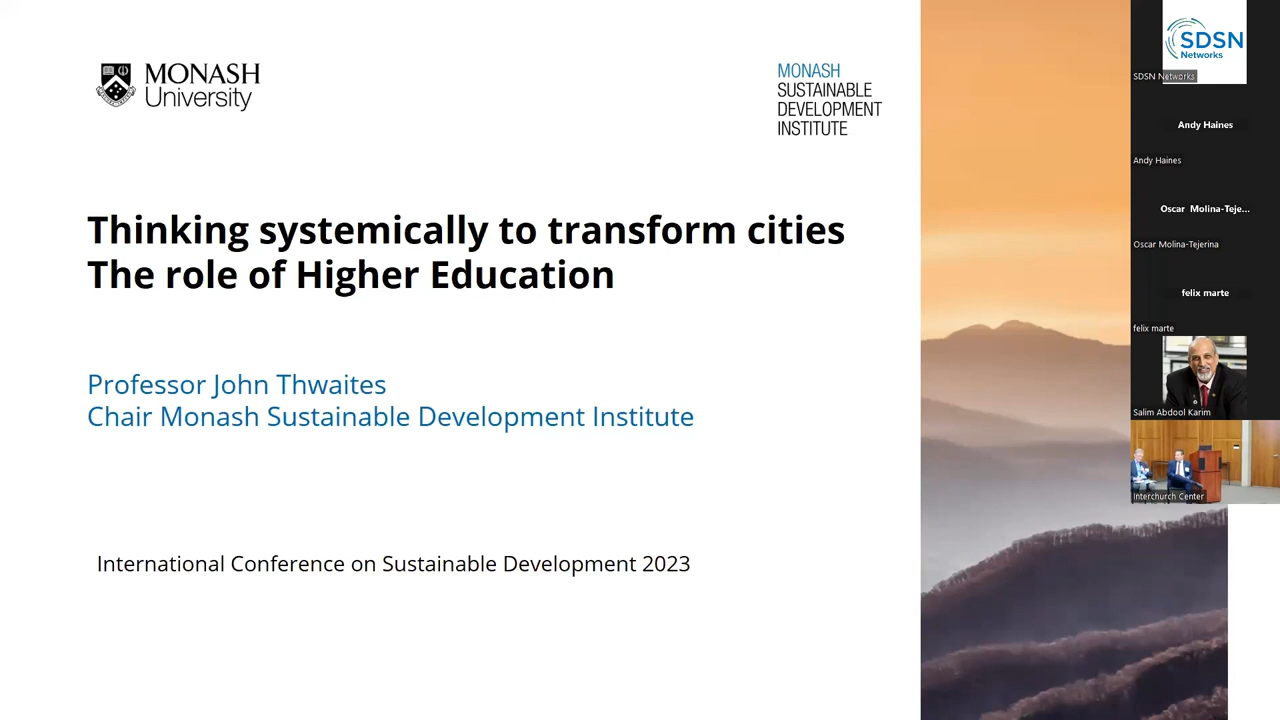 MONASH
University
MONASH
SUSTAINABLE
DEVELOPMENT
INSTITUTE
Thinking systemically to transform cities
The role of Higher Education
Professor John Thwaites
Chair Monash Sustainable Development Institute
International Conference on Sustainable Development 2023
SDSN
Networks
SDSN Networks
Andy Haines
Andy Haines
Oscar Molina-Teje...
Oscar Molina-Tejerina
felix marte
felix marte
Salim Abdool Karim
Interchurch Center